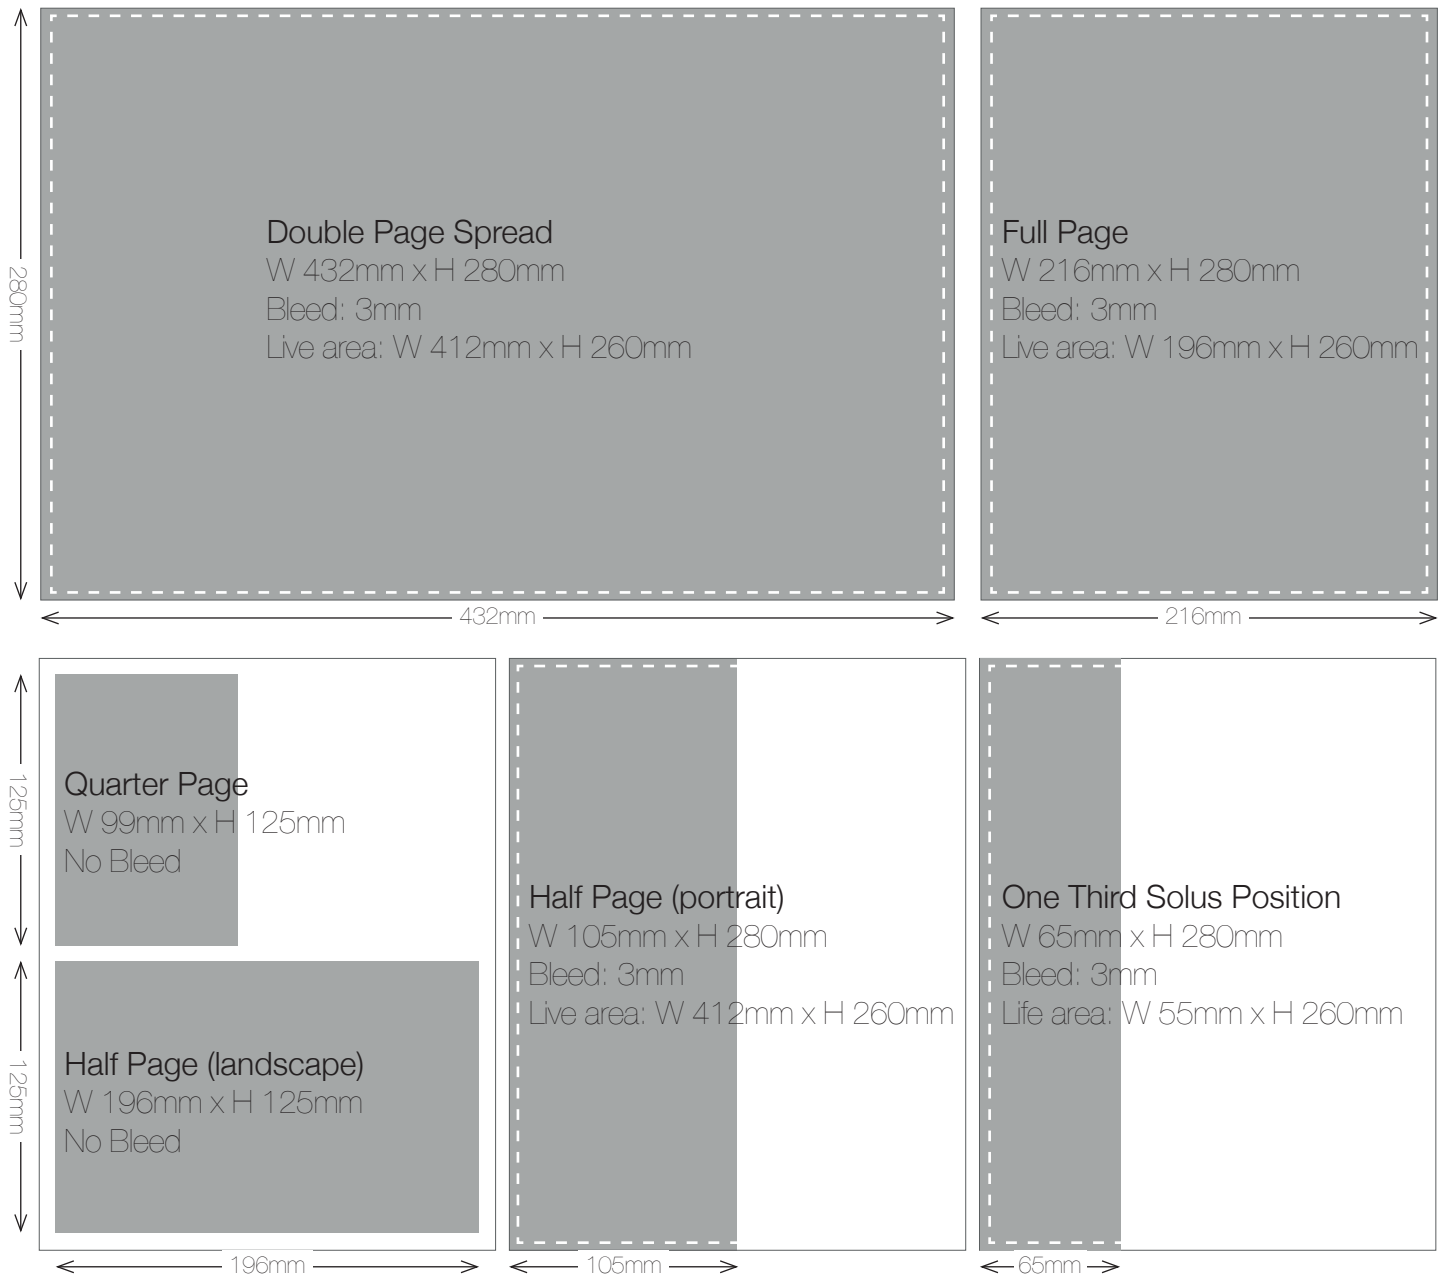 280mm
Double Page Spread
W 432mm x H 280mm
Bleed: 3mm
Live area: W 412mm x H 260mm
432mm
Full Page
W 216mm x H 280mm
Bleed: 3mm
Live area: W 196mm x H 260mm
216mm
125mm
Quarter Page
W 99mm x H 125mm
No Bleed
125mm
Half Page (landscape)
W 196mm x H 125mm
No Bleed
196mm
Half Page (portrait)
W 105mm x H 280mm
Bleed: 3mm
Live area: W 412mm x H 260mm
105mm
One Third Solus Position
W 65mm x H 280mm
Bleed: 3mm
Life area: W 55mm x H 260mm
65mm